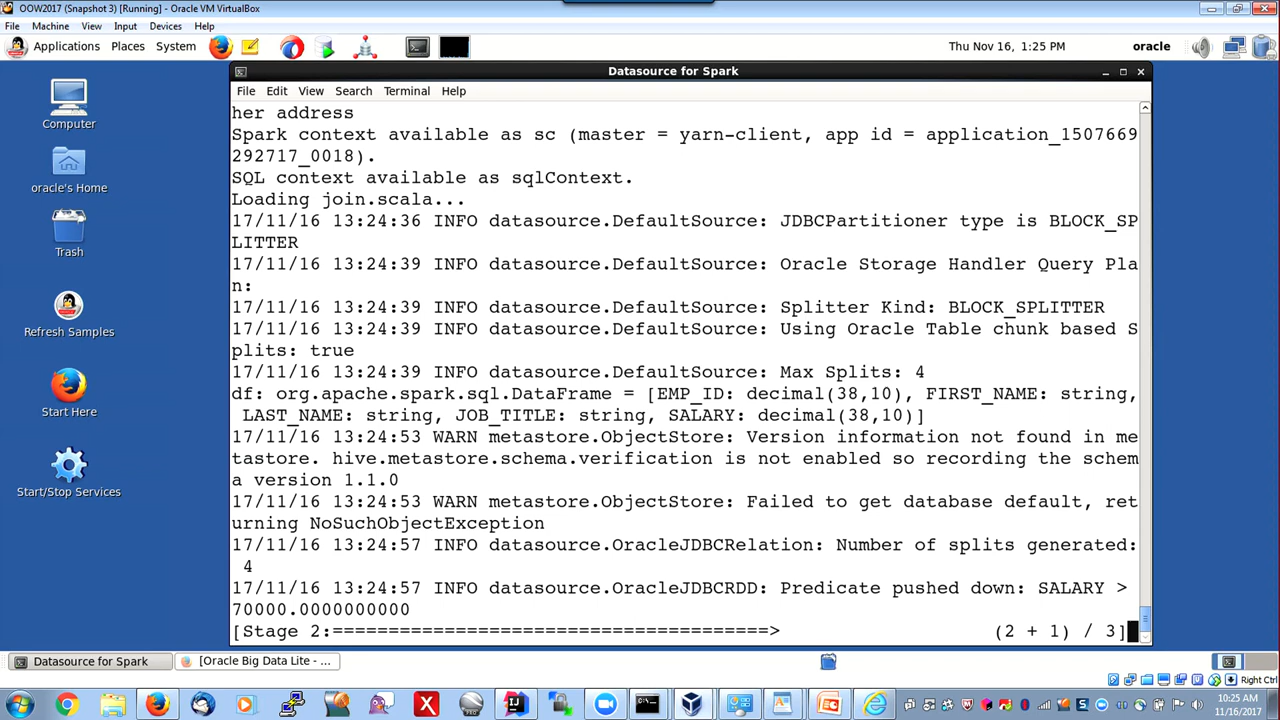 OOW2017 (Snapshot 3) [Running] - Oracle VM VirtualBox
File Machine View Input Devices Help
Applications Places System Thu Nov 16, 1:25 PM oracle
Datasource for Spark
File Edit View Search Terminal Help
Computer
oracle's Home
Trash
Refresh Samples
Start Here
Start/Stop Services
her address
Spark context available as sc (master = yarn-client, app id = application_1507669
292717_0018).
SQL context available as sqlContext.
Loading join.scala...
17/11/16 13:24:36 INFO datasource.DefaultSource: JDBCPartitioner type is BLOCK_SP
LITTER
17/11/16 13:24:39 INFO datasource.DefaultSource: Oracle Storage Handler Query Pla
n:
17/11/16 13:24:39 INFO datasource.DefaultSource: Splitter Kind: BLOCK_SPLITTER
17/11/16 13:24:39 INFO datasource.DefaultSource: Using Oracle Table chunk based S
plits: true
17/11/16 13:24:39 INFO datasource.DefaultSource: Max Splits: 4
df: org.apache.spark.sql.DataFrame = [EMP_ID: decimal(38,10), FIRST_NAME: string,
LAST_NAME: string, JOB_TITLE: string, SALARY: decimal(38,10)]
17/11/16 13:24:53 WARN metastore.ObjectStore: Version information not found in me
tastore. hive.metastore.schema.verification is not enabled so recording the schem
a version 1.1.0
17/11/16 13:24:53 WARN metastore.ObjectStore: Failed to get database default, ret
urning NoSuchObjectException
17/11/16 13:24:57 INFO datasource.OracleJDBCRelation: Number of splits generated:
4
17/11/16 13:24:57 INFO datasource.OracleJDBCRDD: Predicate pushed down: SALARY >
70000.0000000000
[Stage 2:======================================> (2 + 1) / 3]
Datasource for Spark [Oracle Big Data Lite - ...
Right Ctrl
10:25 AM
11/16/2017